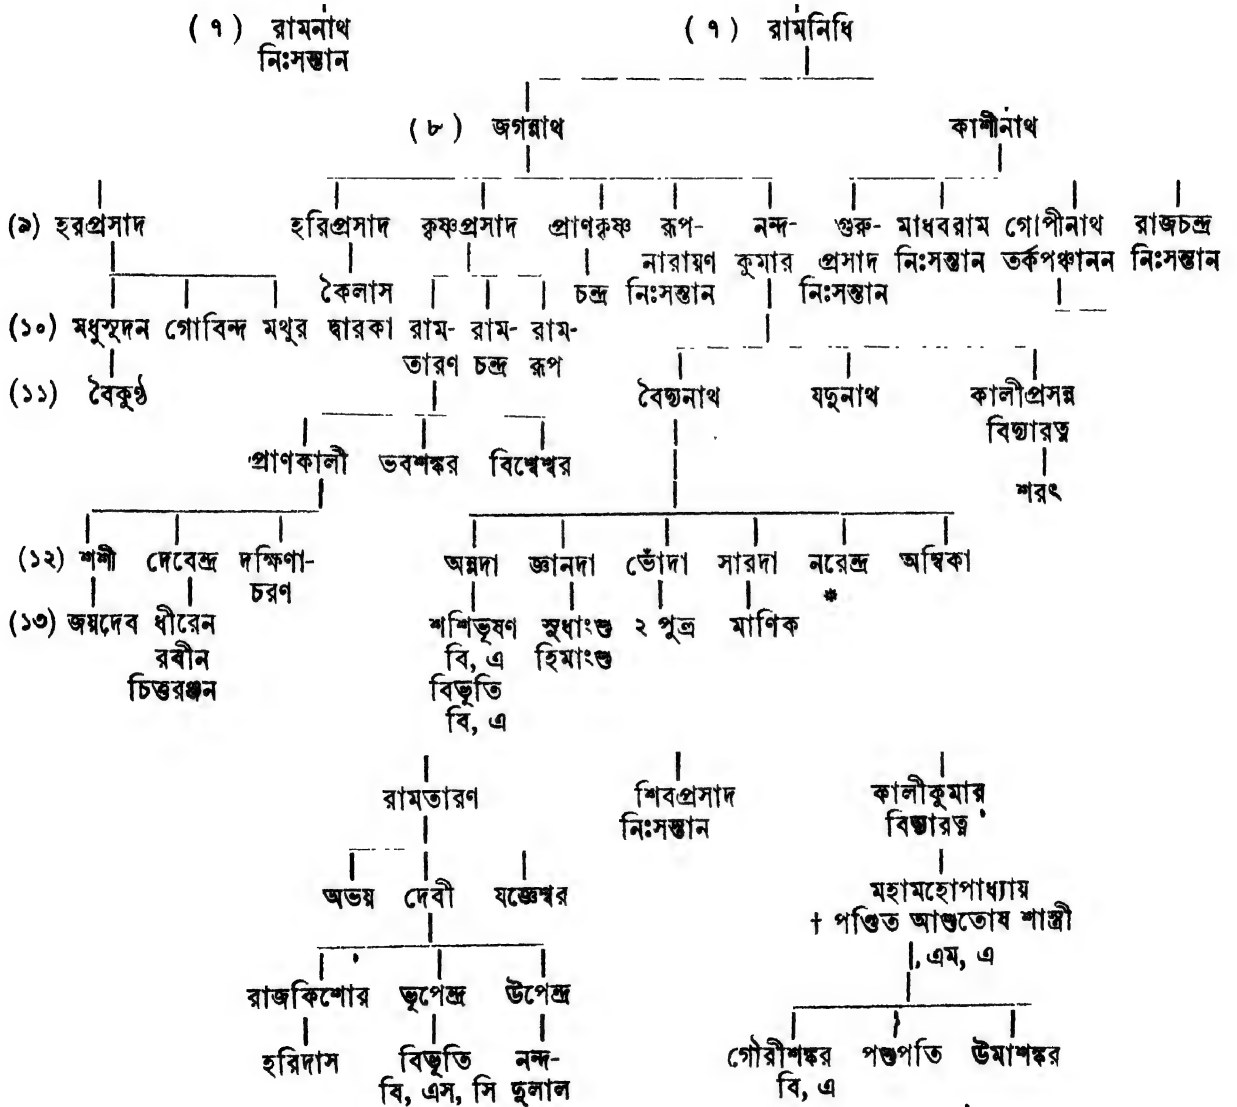 (৭) রামনাথ (৭) রামনিধি
নিঃসন্তান
(৮) জগন্নাথ কাশীনাথ
(৯) হরপ্রসাদ হরিপ্রসাদ কৃষ্ণপ্রসাদ প্রাণকৃষ্ণ রূপ- নন্দ- গুরু- মাধবরাম গোপীনাথ রাজচন্দ্র
নারায়ণ কুমার প্রসাদ নিঃসন্তান তর্কপঞ্চানন নিঃসন্তান
কৈলাস চন্দ্র নিঃসন্তান নিঃসন্তান
(১০) মধুসূদন গোবিন্দ মথুর দ্বারকা রাম- রাম- রাম-
তারণ চন্দ্র রূপ
(১১) বৈকুণ্ঠ বৈদ্যনাথ যদুনাথ কালীপ্রসন্ন
বিদ্যারত্ন
প্রাণকালী ভবশঙ্কর বিশ্বেশ্বর
শরৎ
(১২) শশী দেবেন্দ্র দক্ষিণা- অন্নদা জ্ঞানদা ভোঁদা সারদা নরেন্দ্র অম্বিকা
চরণ *
(১৩) জয়দেব ধীরেন শশিভূষণ সুধাংশু ২ পুত্র মাণিক
রবীন বি, এ হিমাংশু
চিত্তরঞ্জন বিভূতি
বি, এ
রামতারণ শিবপ্রসাদ কালীকুমার
নিঃসন্তান বিদ্যারত্ন
অভয় দেবী যজ্ঞেশ্বর মহামহোপাধ্যায়
† পণ্ডিত আশুতোষ শাস্ত্রী
, এম, এ
রাজকিশোর ভূপেন্দ্র উপেন্দ্র
হরিদাস বিভূতি নন্দ- গৌরীশঙ্কর পশুপতি উমাশঙ্কর
বি, এস, সি দুলাল বি, এ